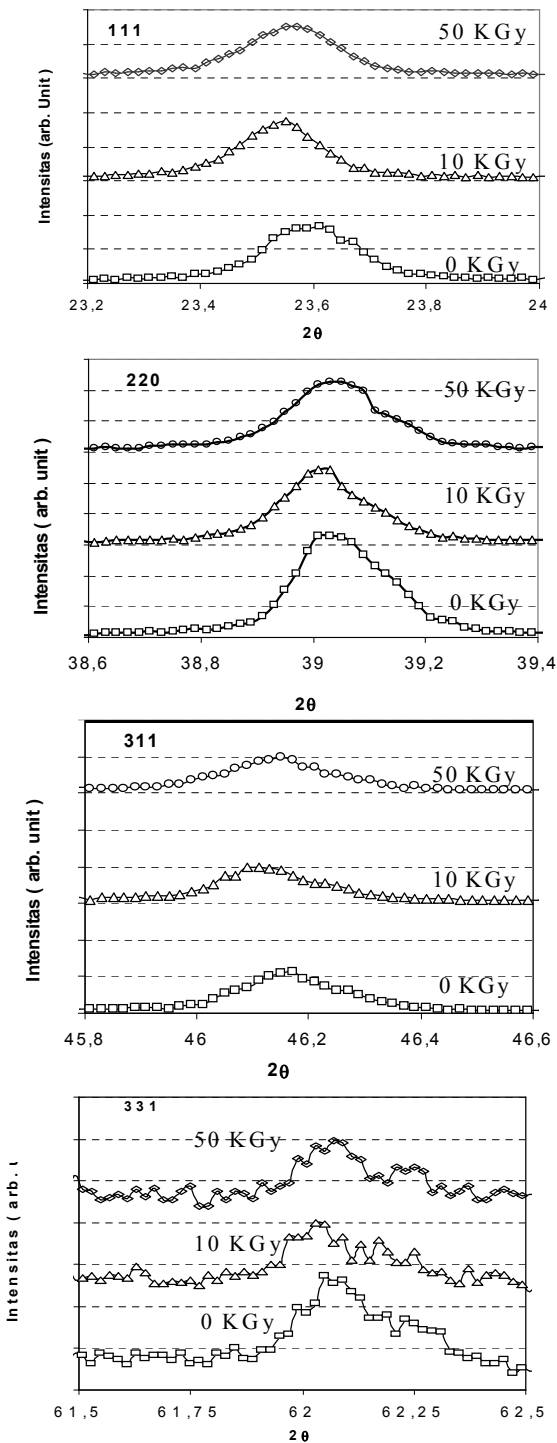 111
50 KGy
10 KGy
0 KGy
Intensitas (arb. Unit )
23,2 23,4 23,6 23,8 24
2θ
220
50 KGy
10 KGy
0 KGy
Intensitas ( arb. unit )
38,6 38,8 39 39,2 39,4
2θ
311
50 KGy
10 KGy
0 KGy
Intensitas ( arb. unit )
45,8 46 46,2 46,4 46,6
2θ
331
50 KGy
10 KGy
0 KGy
Intensitas ( arb.
61,5 61,75 62 62,25 62,5
2θ